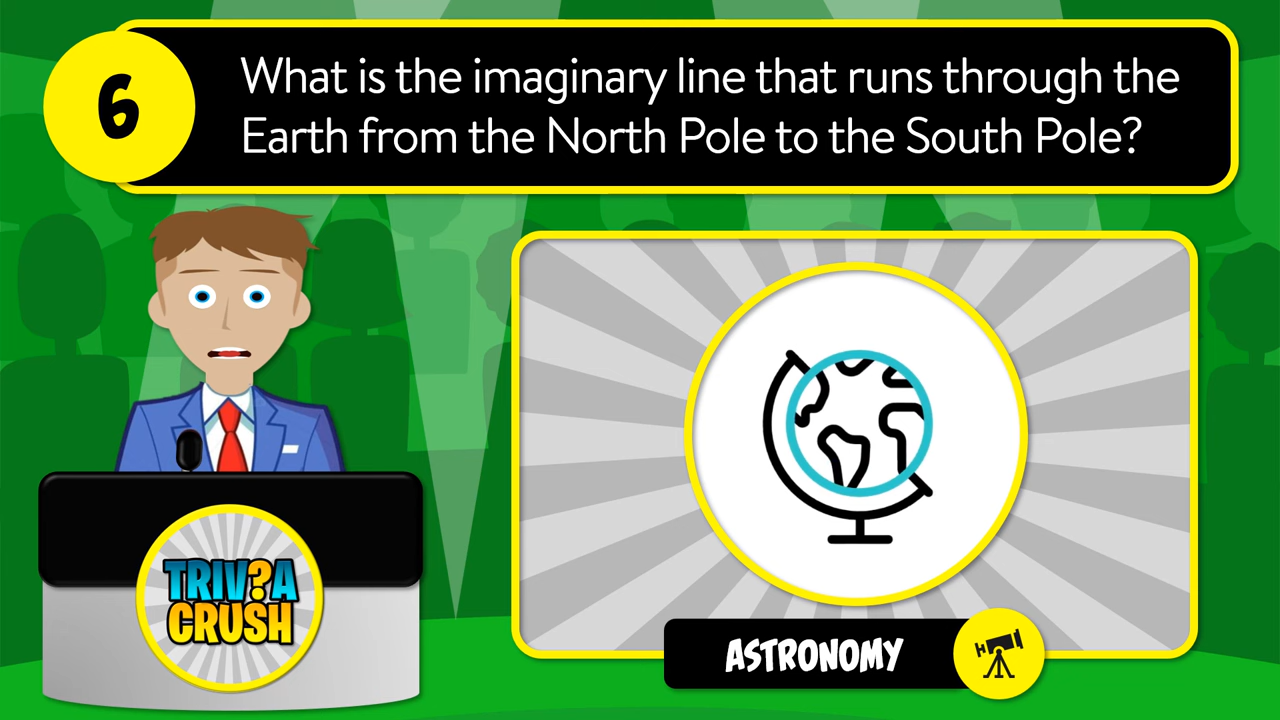 6
What is the imaginary line that runs through the
Earth from the North Pole to the South Pole?
TRIV?A
CRUSH
ASTRONOMY